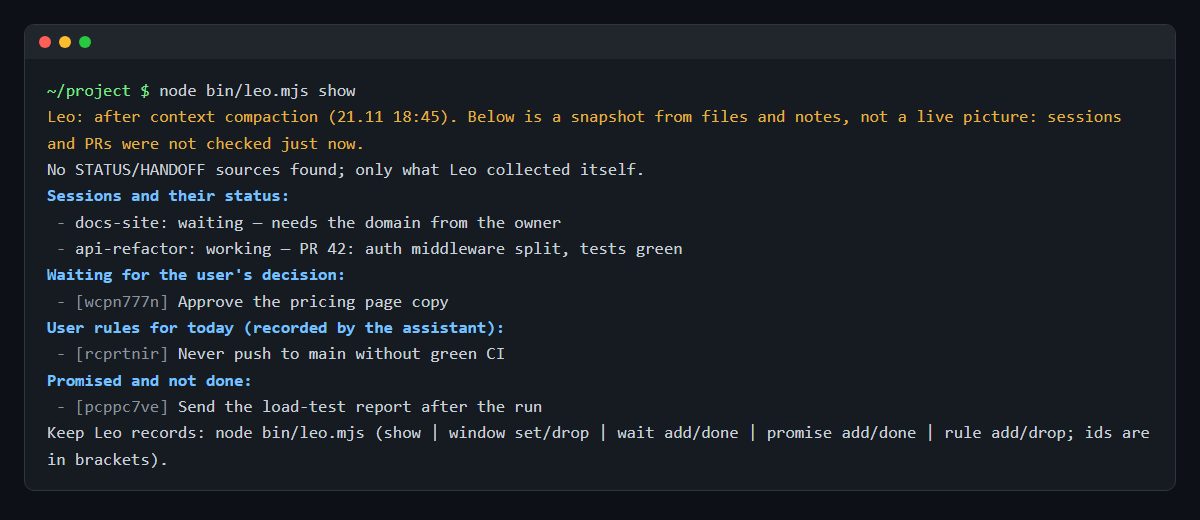 ~/project $ node bin/leo.mjs show
Leo: after context compaction (21.11 18:45). Below is a snapshot from files and notes, not a live picture: sessions
and PRs were not checked just now.
No STATUS/HANDOFF sources found; only what Leo collected itself.
Sessions and their status:
- docs-site: waiting — needs the domain from the owner
- api-refactor: working — PR 42: auth middleware split, tests green
Waiting for the user's decision:
- [wcpn777n] Approve the pricing page copy
User rules for today (recorded by the assistant):
- [rcprtnir] Never push to main without green CI
Promised and not done:
- [pcppc7ve] Send the load-test report after the run
Keep Leo records: node bin/leo.mjs (show | window set/drop | wait add/done | promise add/done | rule add/drop; ids are
in brackets).